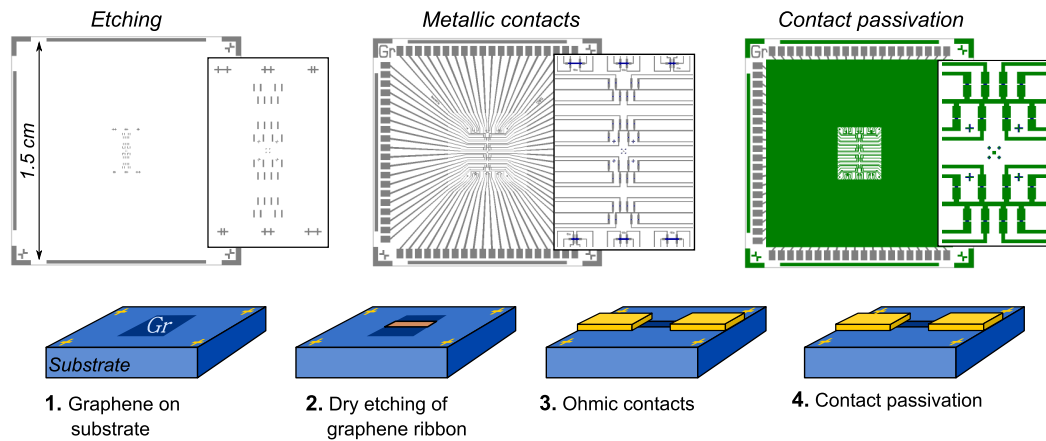 Etching
Metallic contacts
Contact passivation
1.5 cm
Gr
Gr
Gr
Substrate
1. Graphene on
substrate
2. Dry etching of
graphene ribbon
3. Ohmic contacts
4. Contact passivation